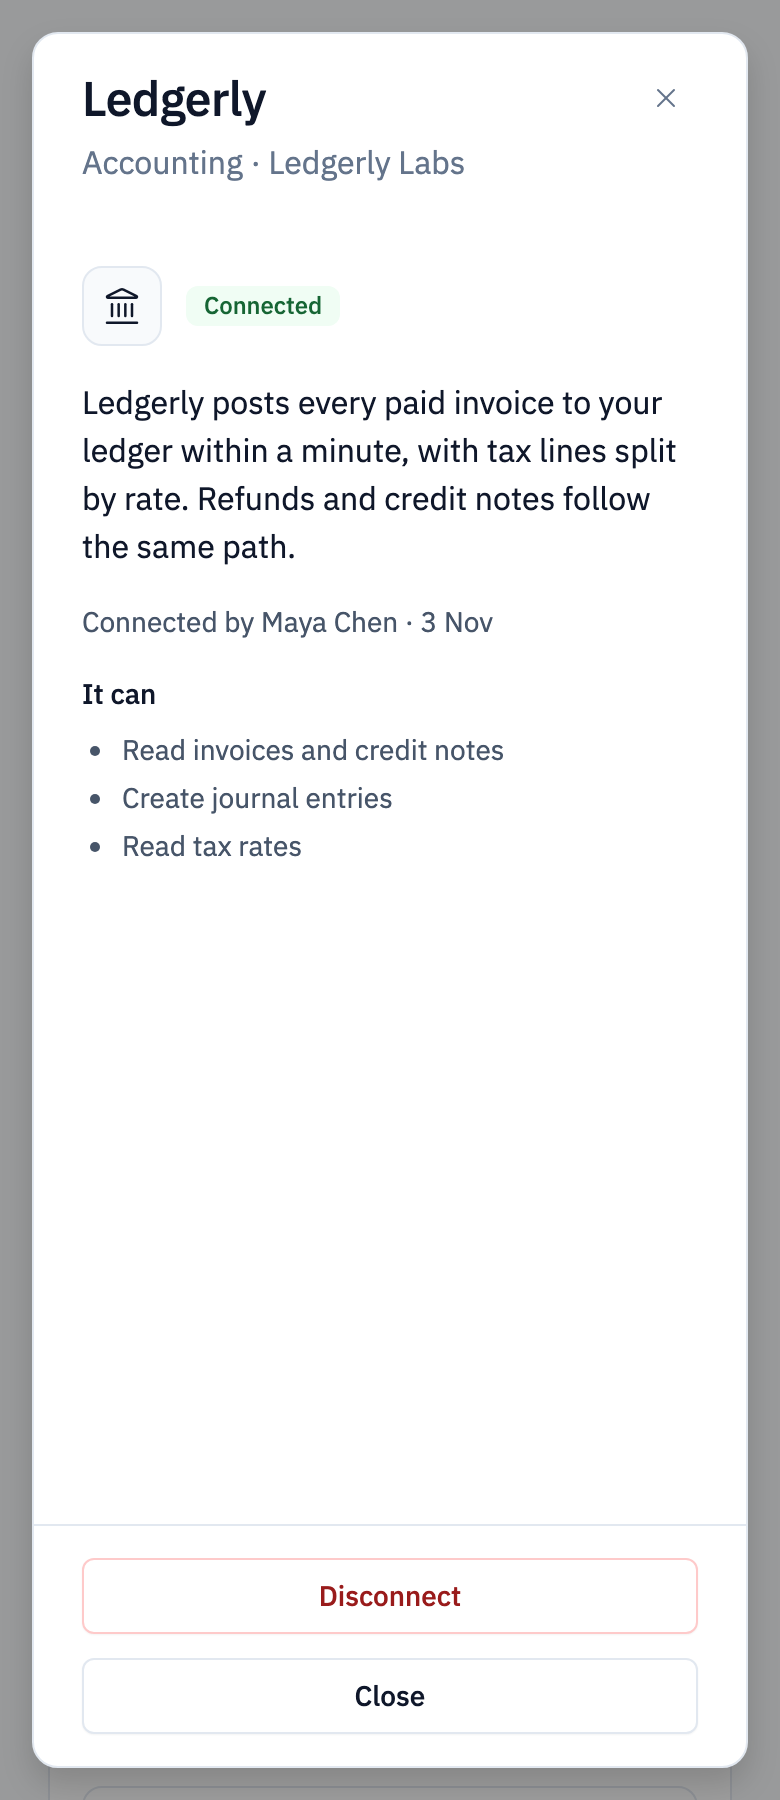 Ledgerly
Accounting · Ledgerly Labs
Connected
Ledgerly posts every paid invoice to your
ledger within a minute, with tax lines split
by rate. Refunds and credit notes follow
the same path.
Connected by Maya Chen · 3 Nov
It can
• Read invoices and credit notes
• Create journal entries
• Read tax rates
Disconnect
Close